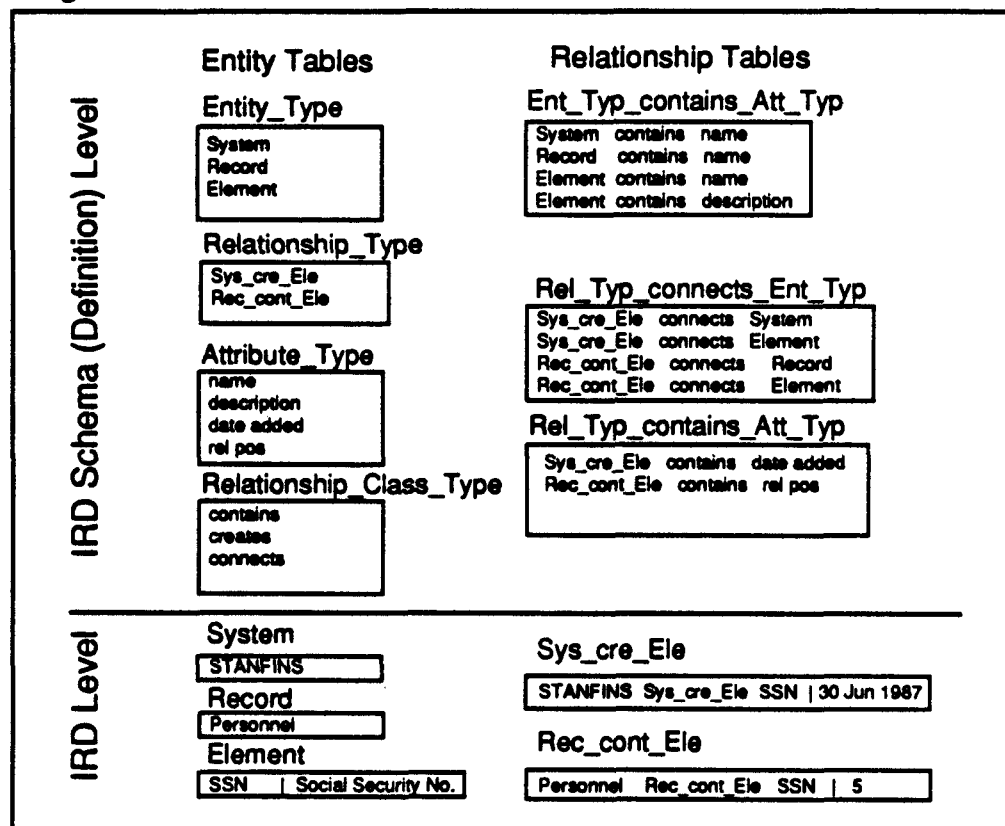 Entity Tables
Entity_Type
System
Record
Element
Relationship_Type
Sys_cre_Ele
Rec_cont_Ele
Attribute_Type
name
description
date added
rel pos
Relationship_Class_Type
contains
creates
connects
Relationship Tables
Ent_Typ_contains_Att_Typ
System contains name
Record contains name
Element contains name
Element contains description
Rel_Typ_connects_Ent_Typ
Sys_cre_Ele connects System
Sys_cre_Ele connects Element
Rec_cont_Ele connects Record
Rec_cont_Ele connects Element
Rel_Typ_contains_Att_Typ
Sys_cre_Ele contains date added
Rec_cont_Ele contains rel pos
IRD Schema (Definition) Level
System
STANFINS
Record
Personnel
Element
SSN | Social Security No.
Sys_cre_Ele
STANFINS Sys_cre_Ele SSN | 30 Jun 1987
Rec_cont_Ele
Personnel Rec_cont_Ele SSN | 5
IRD Level